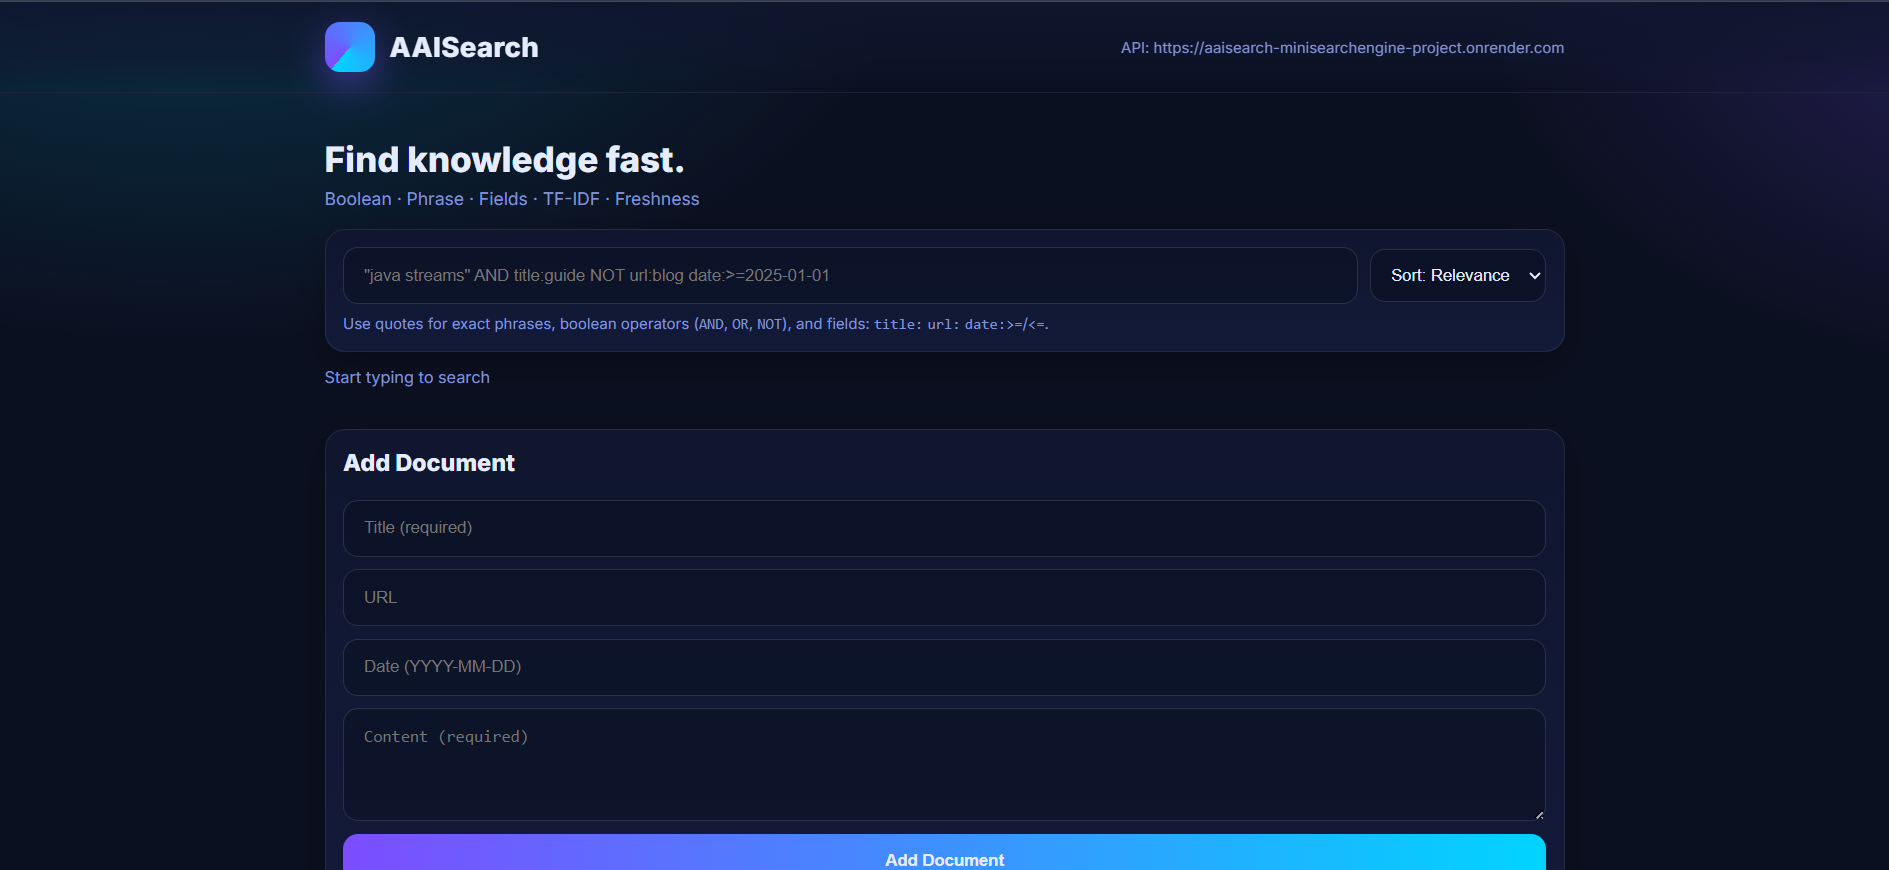 AAISearch
API: https://aaisearch-minisearchengine-project.onrender.com
Find knowledge fast.
Boolean · Phrase · Fields · TF-IDF · Freshness
"java streams" AND title:guide NOT url:blog date:>=2025-01-01
Sort: Relevance
Use quotes for exact phrases, boolean operators (AND, OR, NOT), and fields: title: url: date:>=/<=.
Start typing to search
Add Document
Title (required)
URL
Date (YYYY-MM-DD)
Content (required)
Add Document